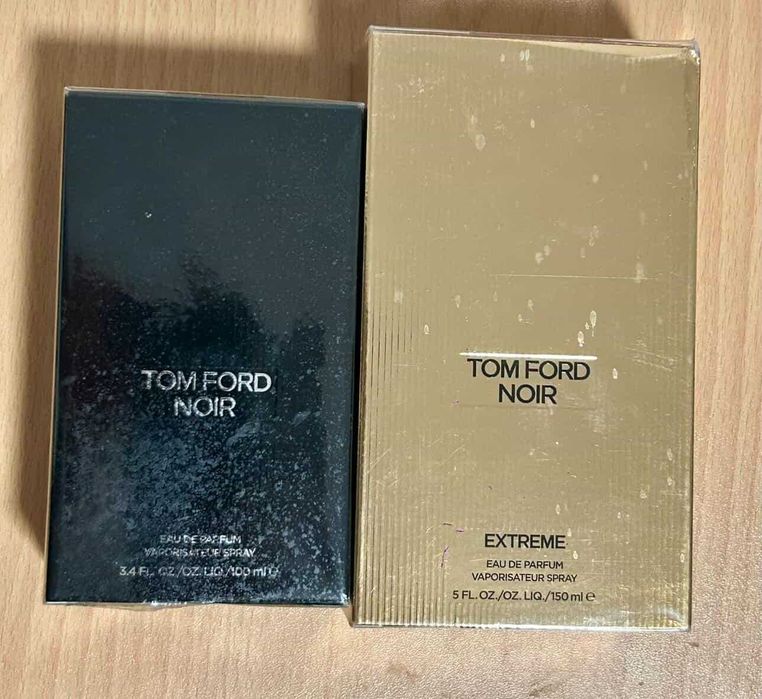 TOM FORD
NOIR
EAU DE PARFUM
VAPORISATEUR SPRAY
3.4 FL. OZ./OZ. LIQ./100 ml ℮
TOM FORD
NOIR
EXTREME
EAU DE PARFUM
VAPORISATEUR SPRAY
5 FL. OZ./OZ. LIQ./150 ml ℮